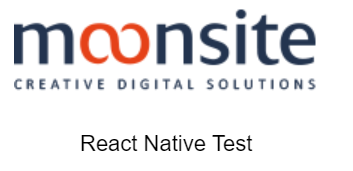 moonsite
CREATIVE DIGITAL SOLUTIONS
React Native Test